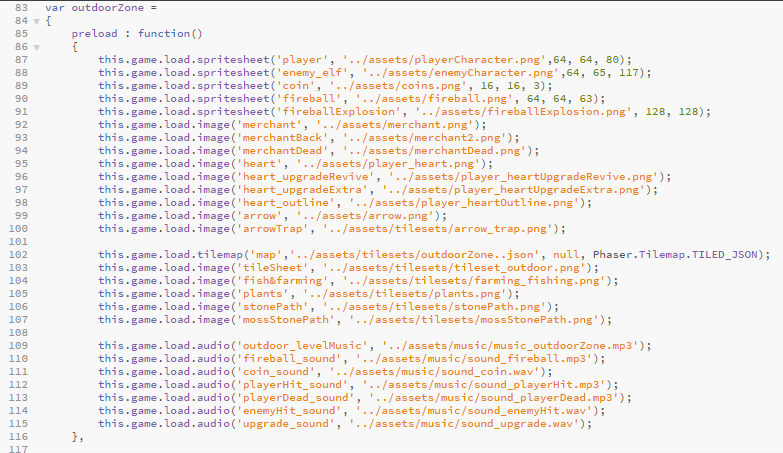 83 var outdoorZone =
84 {
85     preload : function()
86     {
87         this.game.load.spritesheet('player', '../assets/playerCharacter.png',64, 64, 80);
88         this.game.load.spritesheet('enemy_elf', '../assets/enemyCharacter.png',64, 65, 117);
89         this.game.load.spritesheet('coin', '../assets/coins.png', 16, 16, 3);
90         this.game.load.spritesheet('fireball', '../assets/fireball.png', 64, 64, 63);
91         this.game.load.spritesheet('fireballExplosion', '../assets/fireballExplosion.png', 128, 128);
92         this.game.load.image('merchant', '../assets/merchant.png');
93         this.game.load.image('merchantBack', '../assets/merchant2.png');
94         this.game.load.image('merchantDead', '../assets/merchantDead.png');
95         this.game.load.image('heart', '../assets/player_heart.png');
96         this.game.load.image('heart_upgradeRevive', '../assets/player_heartUpgradeRevive.png');
97         this.game.load.image('heart_upgradeExtra', '../assets/player_heartUpgradeExtra.png');
98         this.game.load.image('heart_outline', '../assets/player_heartOutline.png');
99         this.game.load.image('arrow', '../assets/arrow.png');
100         this.game.load.image('arrowTrap', '../assets/tilesets/arrow_trap.png');
101
102         this.game.load.tilemap('map','../assets/tilesets/outdoorZone..json', null, Phaser.Tilemap.TILED_JSON);
103         this.game.load.image('tileSheet', '../assets/tilesets/tileset_outdoor.png');
104         this.game.load.image('fish&farming', '../assets/tilesets/farming_fishing.png');
105         this.game.load.image('plants', '../assets/tilesets/plants.png');
106         this.game.load.image('stonePath', '../assets/tilesets/stonePath.png');
107         this.game.load.image('mossStonePath', '../assets/tilesets/mossStonePath.png');
108
109         this.game.load.audio('outdoor_levelMusic', '../assets/music/music_outdoorZone.mp3');
110         this.game.load.audio('fireball_sound', '../assets/music/sound_fireball.mp3');
111         this.game.load.audio('coin_sound', '../assets/music/sound_coin.wav');
112         this.game.load.audio('playerHit_sound', '../assets/music/sound_playerHit.mp3');
113         this.game.load.audio('playerDead_sound', '../assets/music/sound_playerDead.mp3');
114         this.game.load.audio('enemyHit_sound', '../assets/music/sound_enemyHit.wav');
115         this.game.load.audio('upgrade_sound', '../assets/music/sound_upgrade.wav');
116     },
117